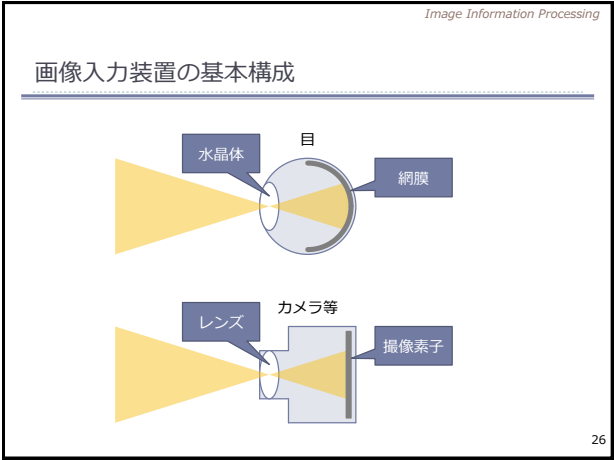 Image Information Processing
画像入力装置の基本構成
目
水晶体
網膜
カメラ等
レンズ
撮像素子
26